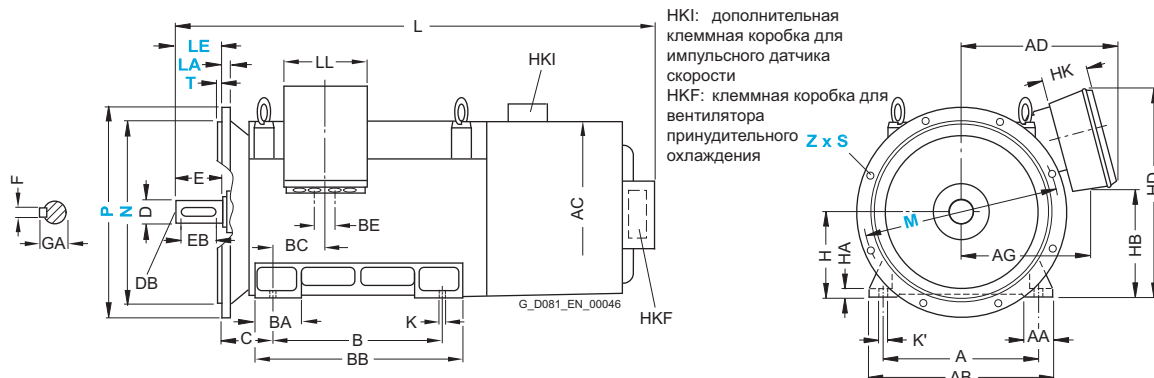 L
LE
LA
T
LL
HKI
F
E
D
P
N
GA
EB
DB
BC
BE
AC
BA
K
C
B
BB
G_D081_EN_00046
HKF
HKI: дополнительная
клеммная коробка для
импульсного датчика
скорости
HKF: клеммная коробка для
вентилятора
принудительного
охлаждения
AD
HK
Z x S
M
H
HA
AG
HB
HD
K'
AA
A
AB